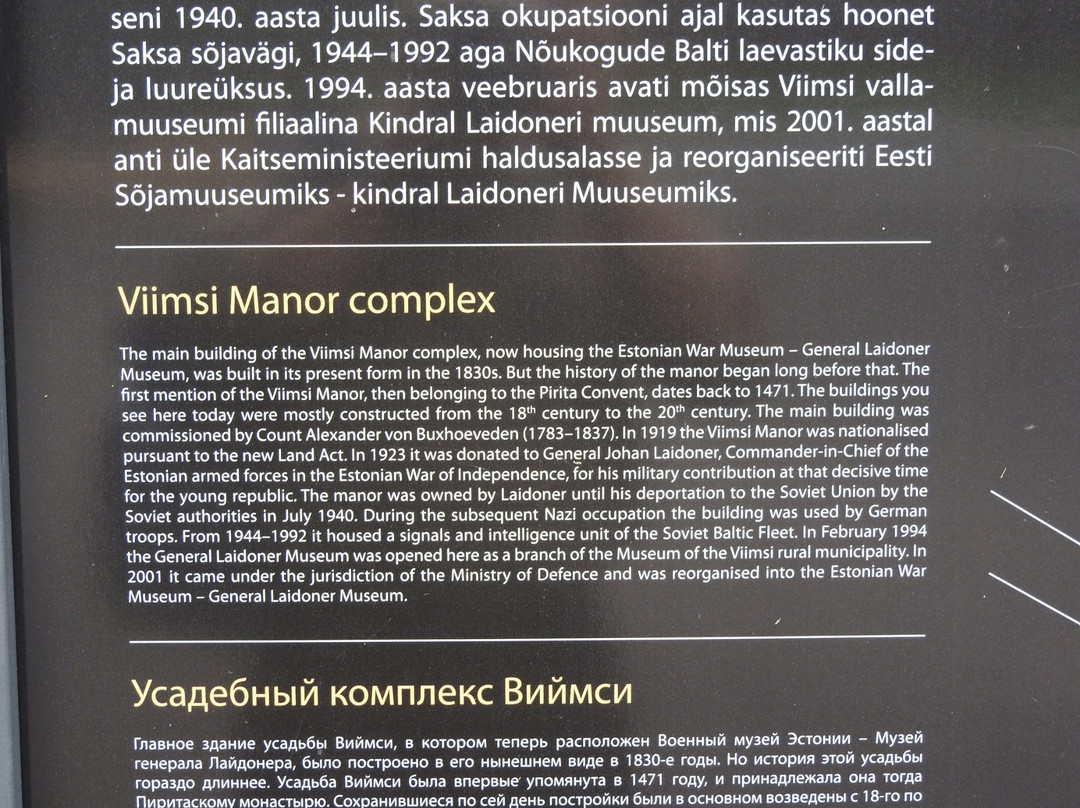 seni 1940. aasta juulis. Saksa okupatsiooni ajal kasutas hoonet
Saksa sõjavägi, 1944–1992 aga Nõukogude Balti laevastiku side-
ja luureüksus. 1994. aasta veebruaris avati mõisas Viimsi valla-
muuseumi filiaalina Kindral Laidoneri muuseum, mis 2001. aastal
anti üle Kaitseministeeriumi haldusalasse ja reorganiseeriti Eesti
Sõjamuuseumiks - kindral Laidoneri Muuseumiks.
Viimsi Manor complex
The main building of the Viimsi Manor complex, now housing the Estonian War Museum – General Laidoner
Museum, was built in its present form in the 1830s. But the history of the manor began long before that. The
first mention of the Viimsi Manor, then belonging to the Pirita Convent, dates back to 1471. The buildings you
see here today were mostly constructed from the 18th century to the 20th century. The main building was
commissioned by Count Alexander von Buxhoeveden (1783–1837). In 1919 the Viimsi Manor was nationalised
pursuant to the new Land Act. In 1923 it was donated to General Johan Laidoner, Commander-in-Chief of the
Estonian armed forces in the Estonian War of Independence, for his military contribution at that decisive time
for the young republic. The manor was owned by Laidoner until his deportation to the Soviet Union by the
Soviet authorities in July 1940. During the subsequent Nazi occupation the building was used by German
troops. From 1944–1992 it housed a signals and intelligence unit of the Soviet Baltic Fleet. In February 1994
the General Laidoner Museum was opened here as a branch of the Museum of the Viimsi rural municipality. In
2001 it came under the jurisdiction of the Ministry of Defence and was reorganised into the Estonian War
Museum – General Laidoner Museum.
Усадебный комплекс Виймси
Главное здание усадьбы Виймси, в котором теперь расположен Военный музей Эстонии – Музей
генерала Лайдонера, было построено в его нынешнем виде в 1830-е годы. Но история этой усадьбы
гораздо длиннее. Усадьба Виймси была впервые упомянута в 1471 году, и принадлежала она тогда
Пиритаскому монастырю. Сохранившиеся по сей день постройки были в основном возведены с 18-го по